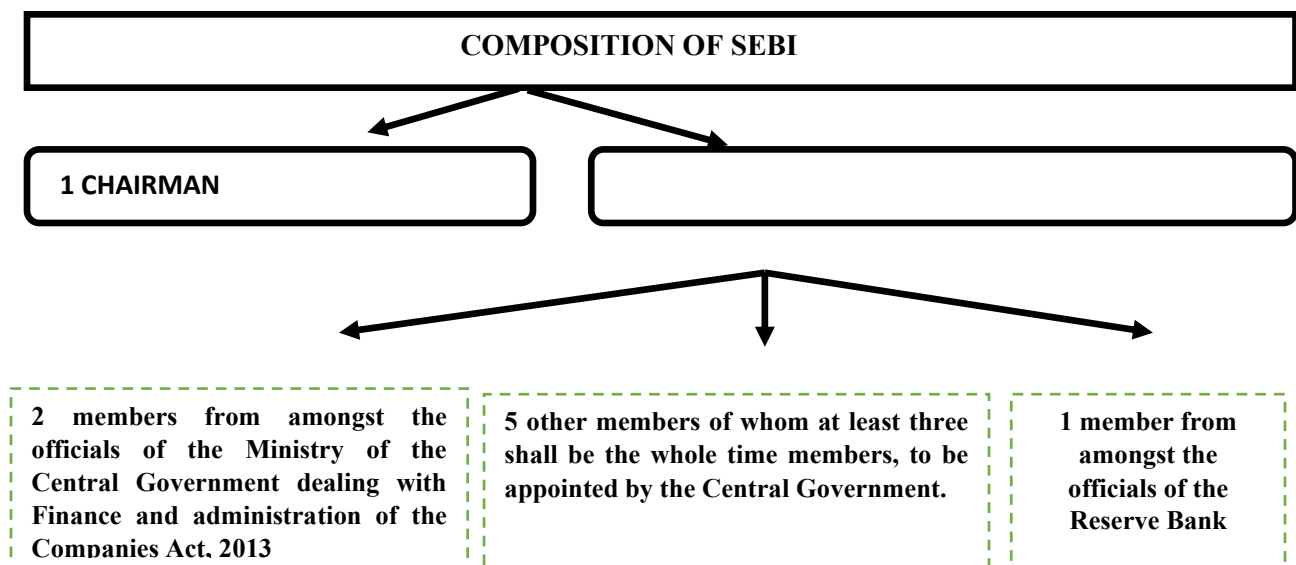 COMPOSITION OF SEBI
1 CHAIRMAN
2 members from amongst the
officials of the Ministry of the
Central Government dealing with
Finance and administration of the
Companies Act, 2013
5 other members of whom at least three
shall be the whole time members, to be
appointed by the Central Government.
1 member from
amongst the
officials of the
Reserve Bank